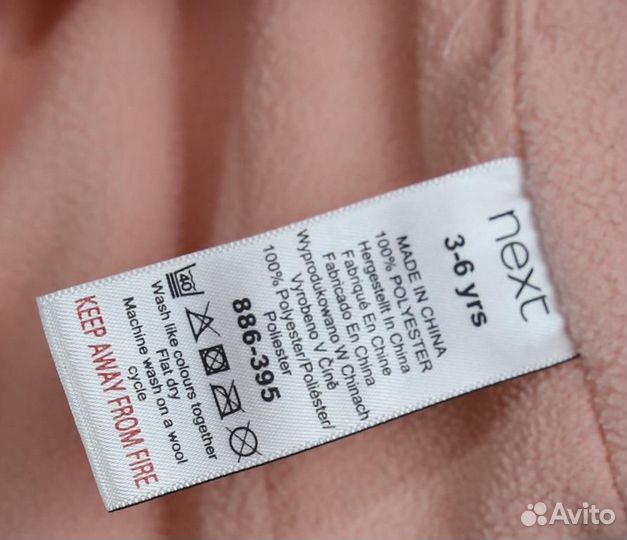 next
3-6 yrs
MADE IN CHINA
100% POLYESTER
Hergestellt In China
Fabriqué En Chine
Fabricado En China
Wyprodukowano W Chinach
Vyrobeno V Číně
100% Polyester/Poliéster/
Poliester
886-395
40
Wash like colours together
Flat dry
Machine wash on a wool
cycle
KEEP AWAY FROM FIRE
Avito